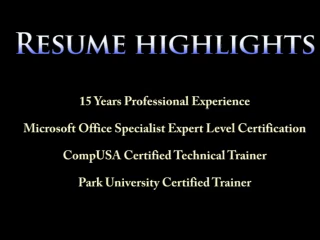 RESUME HIGHLIGHTS
15 Years Professional Experience
Microsoft Office Specialist Expert Level Certification
CompUSA Certified Technical Trainer
Park University Certified Trainer